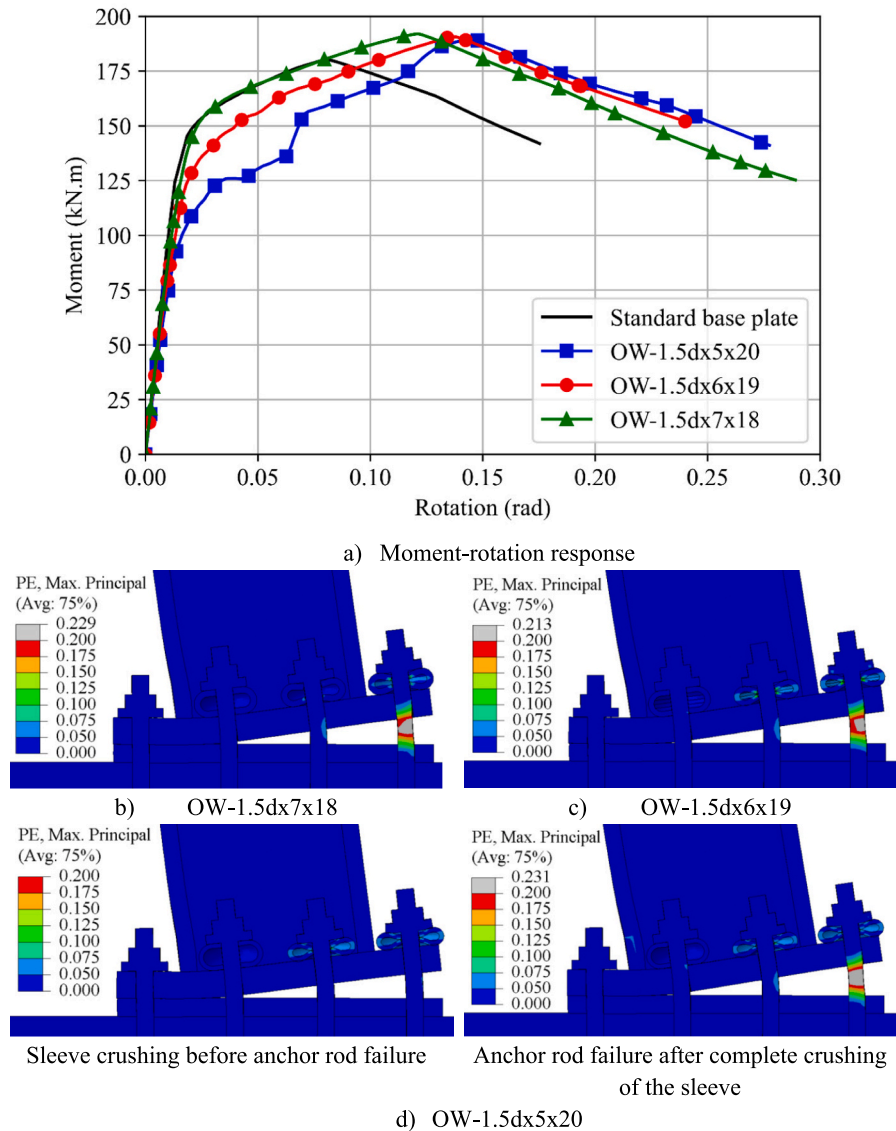 200
175
150
125
100
75
50
25
0
Moment (kN.m)
0.00 0.05 0.10 0.15 0.20 0.25 0.30
Rotation (rad)
Standard base plate
OW-1.5dx5x20
OW-1.5dx6x19
OW-1.5dx7x18
a) Moment-rotation response
PE, Max. Principal
(Avg: 75%)
0.229
0.200
0.175
0.150
0.125
0.100
0.075
0.050
0.000
b) OW-1.5dx7x18
PE, Max. Principal
(Avg: 75%)
0.213
0.200
0.175
0.150
0.125
0.100
0.075
0.050
0.000
c) OW-1.5dx6x19
PE, Max. Principal
(Avg: 75%)
0.200
0.175
0.150
0.125
0.100
0.075
0.050
0.000
Sleeve crushing before anchor rod failure
PE, Max. Principal
(Avg: 75%)
0.231
0.200
0.175
0.150
0.125
0.100
0.075
0.050
0.000
Anchor rod failure after complete crushing
of the sleeve
d) OW-1.5dx5x20